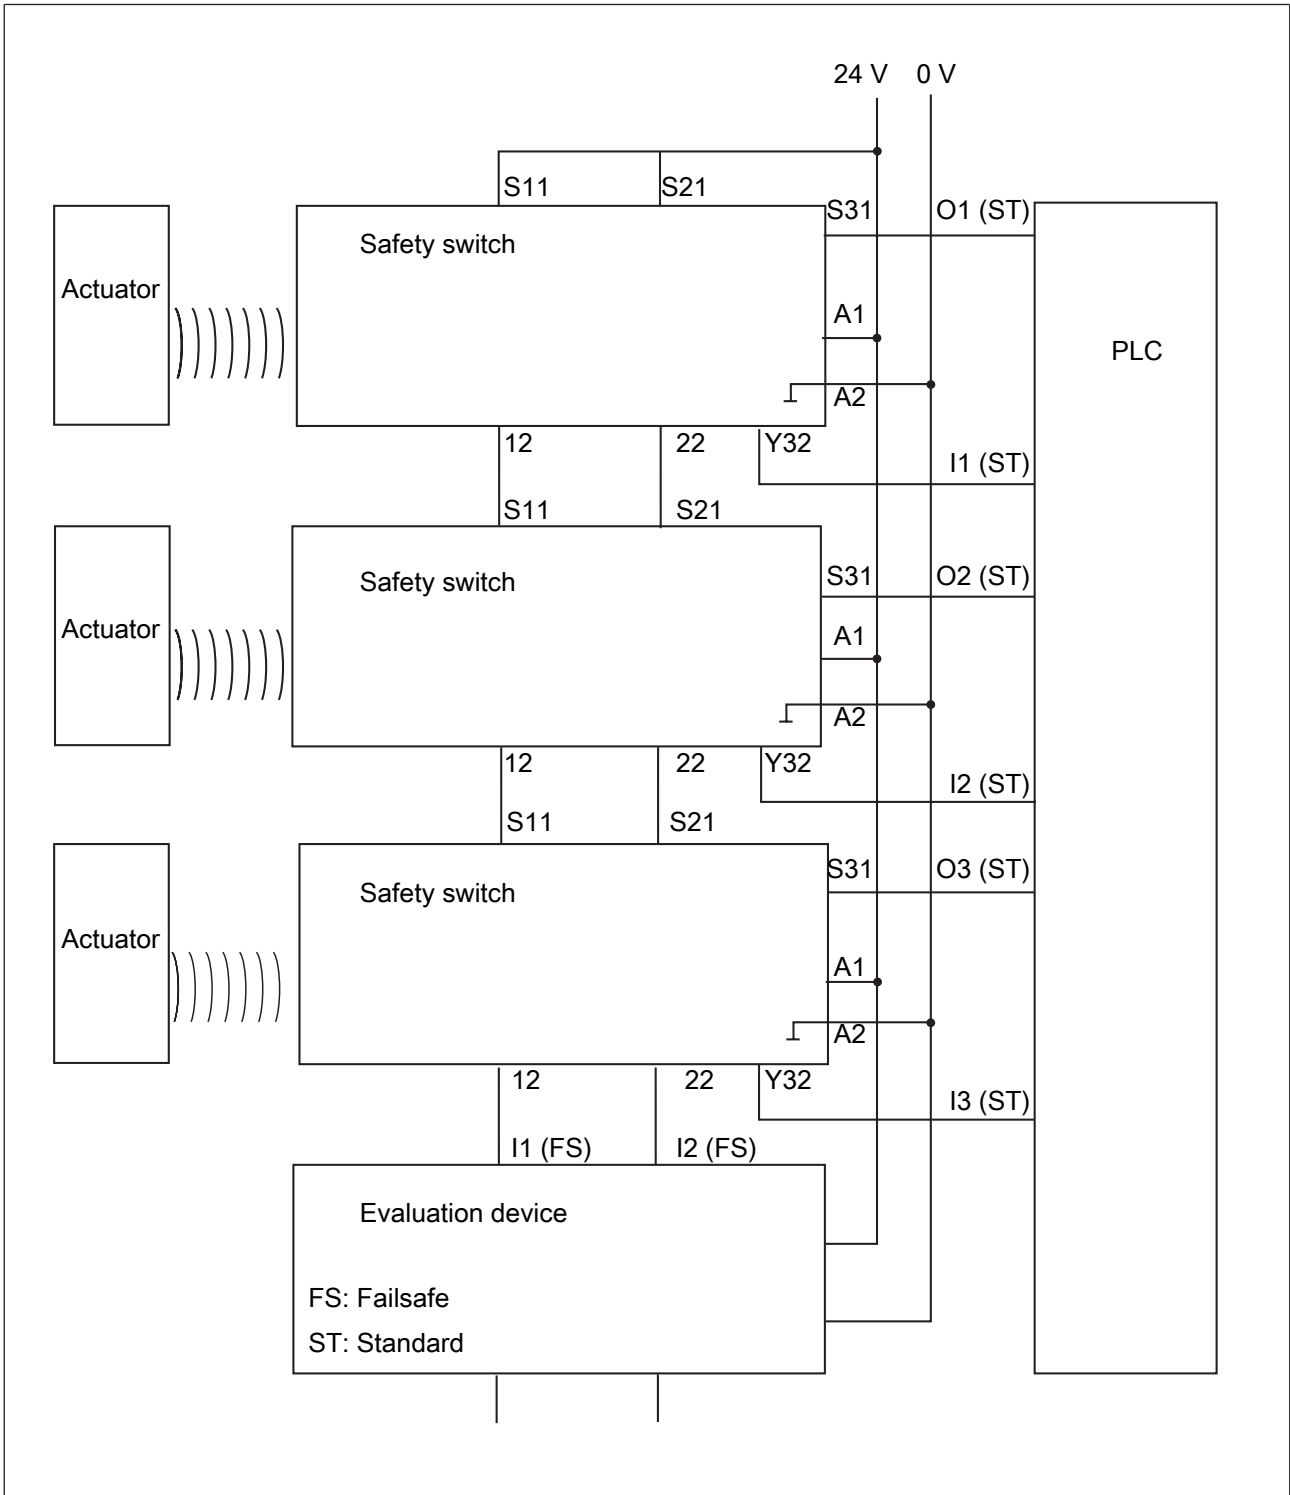 24 V 0 V
S11 S21
S31 O1 (ST)
Safety switch
Actuator
A1
PLC
A2
12 22 Y32
I1 (ST)
S11 S21
Safety switch
S31 O2 (ST)
Actuator
A1
A2
12 22 Y32
I2 (ST)
S11 S21
S31 O3 (ST)
Safety switch
Actuator
A1
A2
12 22 Y32
I3 (ST)
I1 (FS) I2 (FS)
Evaluation device
FS: Failsafe
ST: Standard